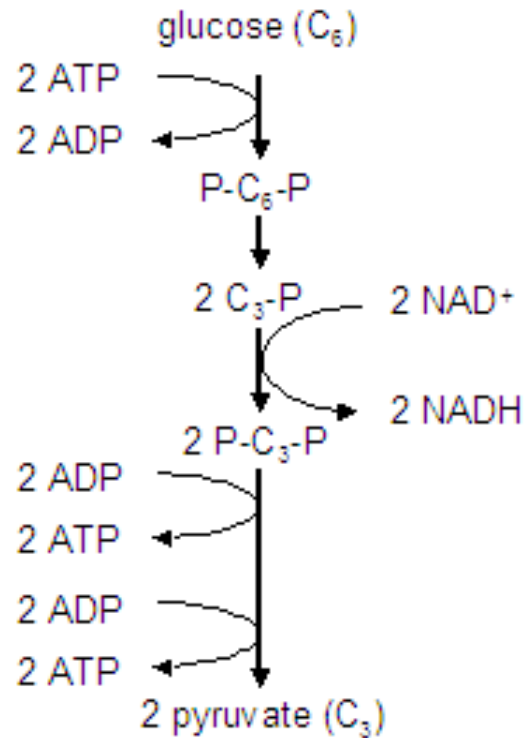 glucose (C₆)
2 ATP
2 ADP
P-C₆-P
2 C₃-P
2 NAD⁺
2 NADH
2 P-C₃-P
2 ADP
2 ATP
2 ADP
2 ATP
2 pyruvate (C₃)